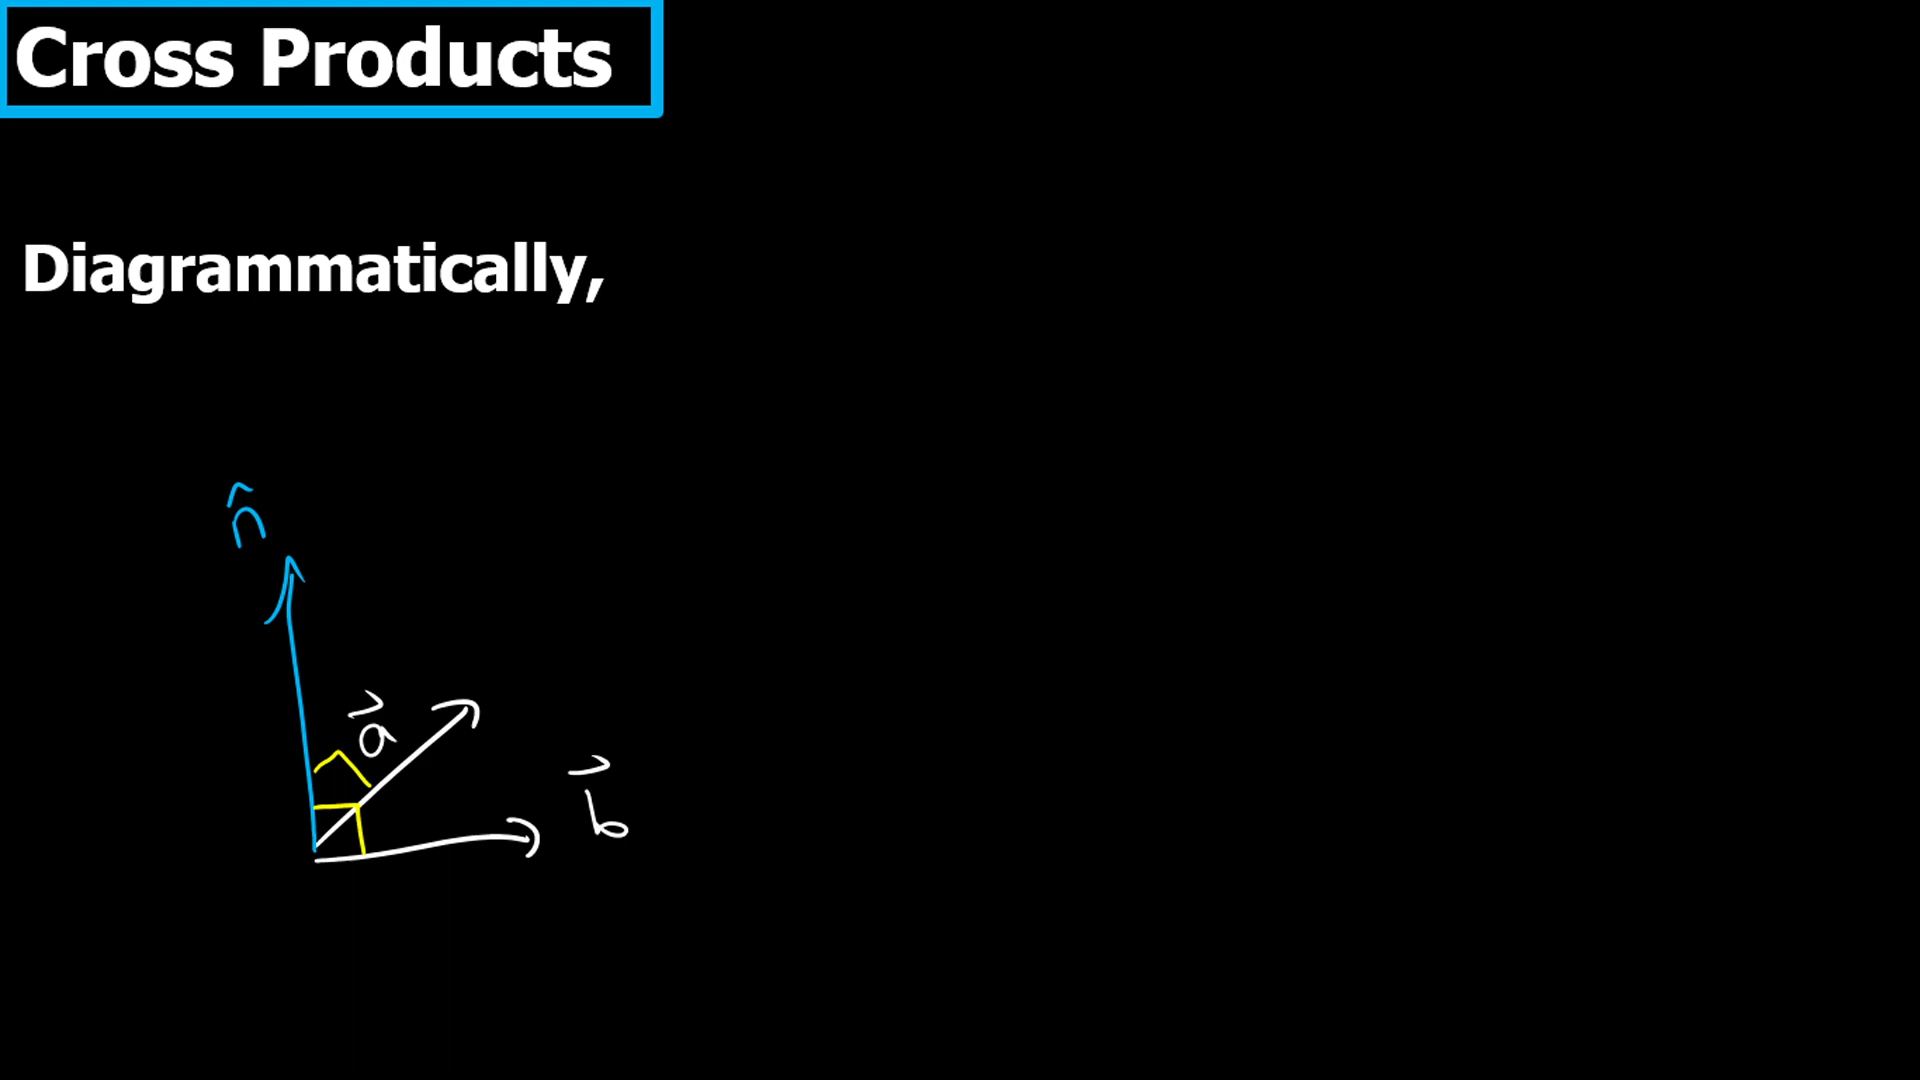 Cross Products
Diagrammatically,
n̂
a⃗
b⃗